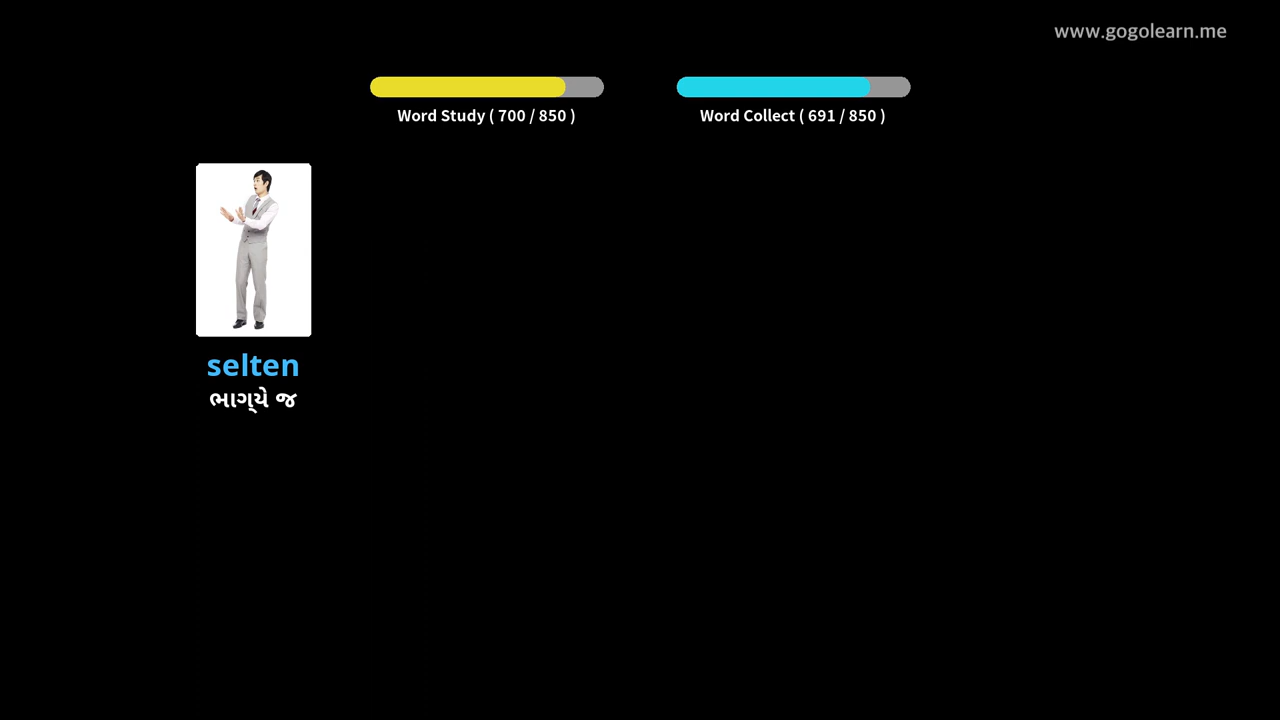 www.gogolearn.me
Word Study ( 700 / 850 )
Word Collect ( 691 / 850 )
selten
ભાગ્યે જ